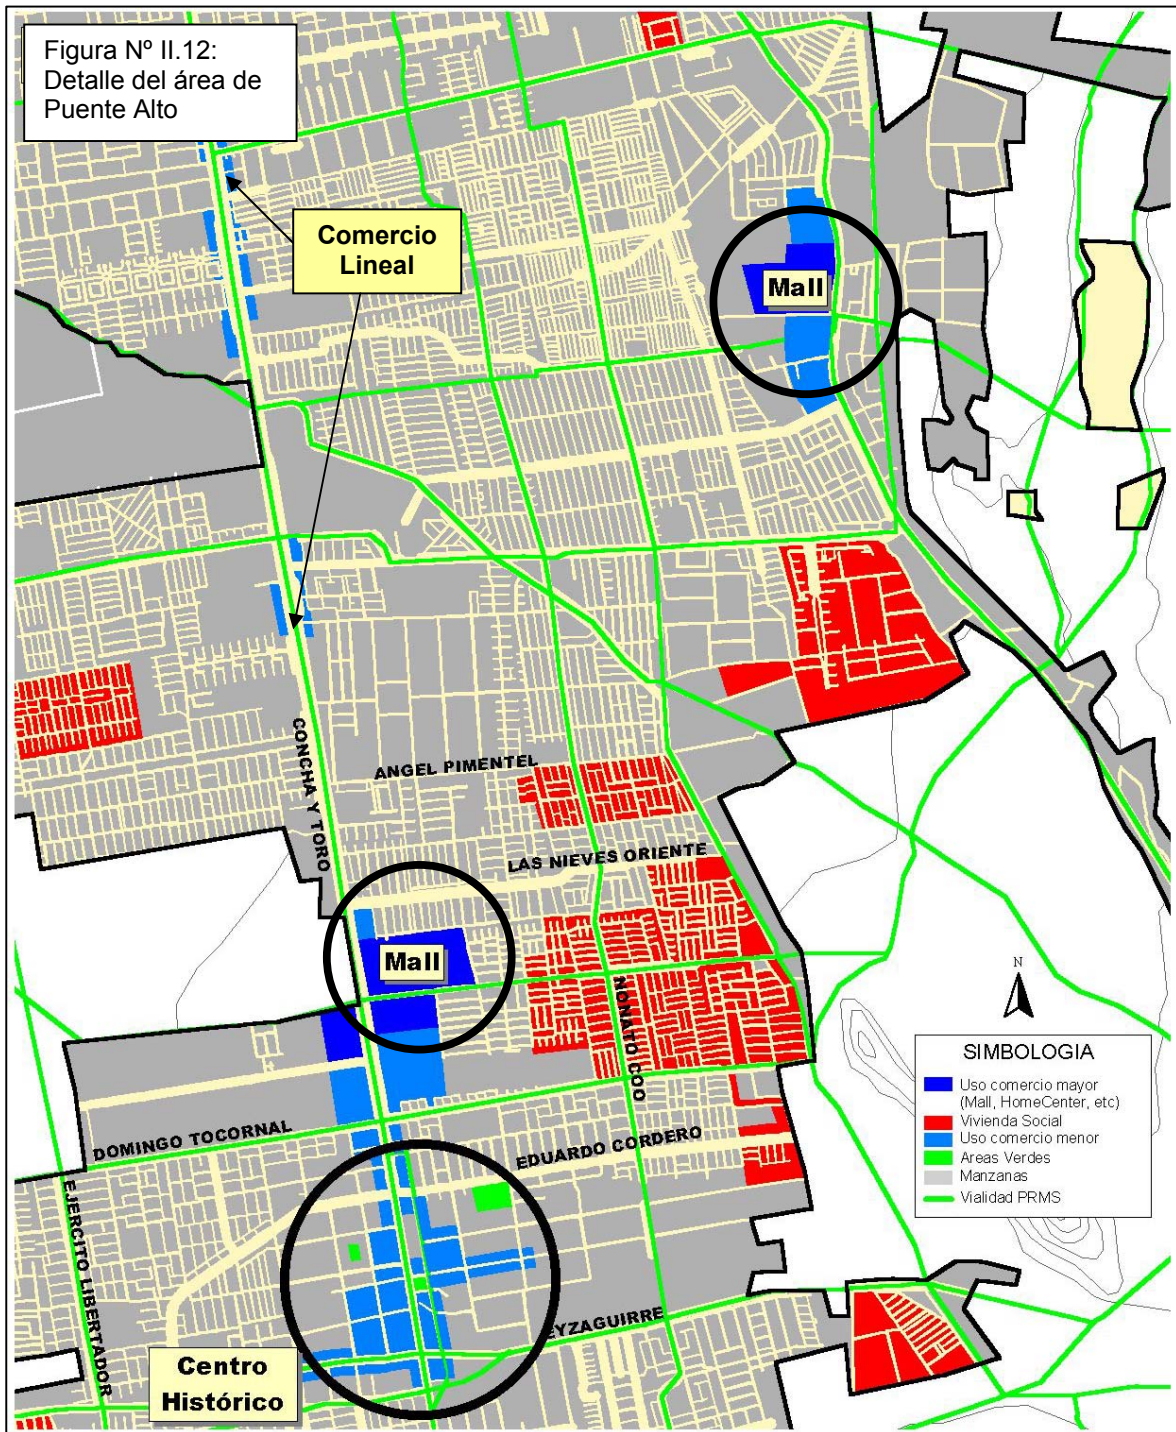 Figura Nº II.12:
Detalle del área de
Puente Alto
Comercio
Lineal
Mall
CONCHA Y TORO
ANGEL PIMENTEL
LAS NIEVES ORIENTE
Mall
NONATO COO
N
SIMBOLOGIA
Uso comercio mayor
(Mall, HomeCenter, etc)
Vivienda Social
Uso comercio menor
Areas Verdes
Manzanas
Vialidad PRMS
DOMINGO TOCORNAL
EDUARDO CORDERO
EJERCITO LIBERTADOR
EYZAGUIRRE
Centro
Histórico